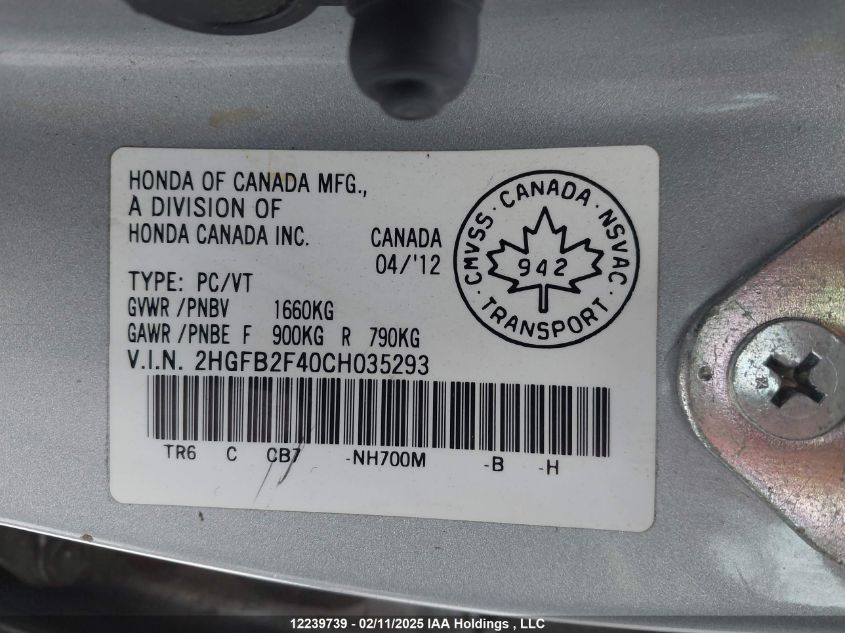 HONDA OF CANADA MFG.,
A DIVISION OF
HONDA CANADA INC.
CANADA
04/'12
CMVSS · CANADA · NSVAC · TRANSPORT ·
942
TYPE: PC/VT
GVWR /PNBV 1660KG
GAWR /PNBE F 900KG R 790KG
V.I.N. 2HGFB2F40CH035293
TR6 C CB7 -NH700M -B -H
12239739 - 02/11/2025 IAA Holdings , LLC